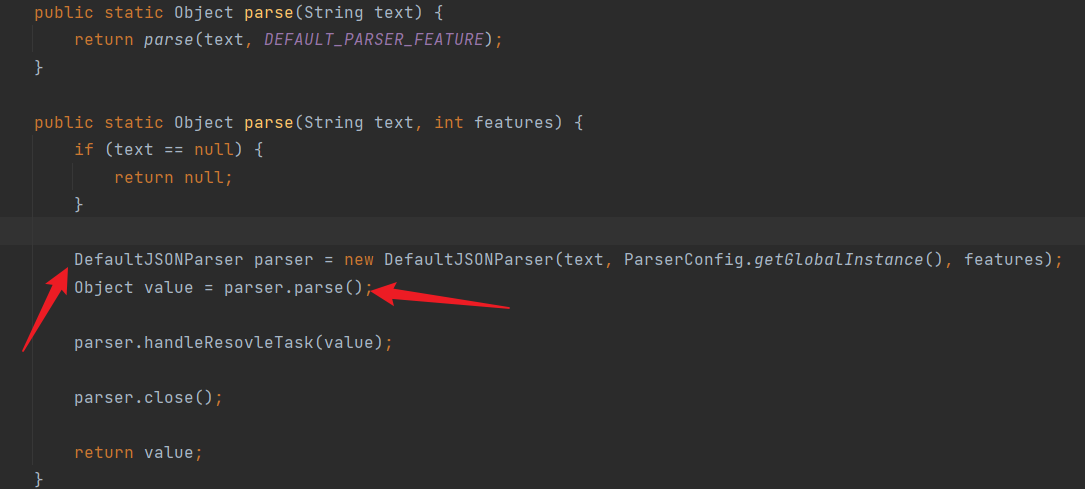 public static Object parse(String text) {
return parse(text, DEFAULT_PARSER_FEATURE);
}
public static Object parse(String text, int features) {
if (text == null) {
return null;
}
DefaultJSONParser parser = new DefaultJSONParser(text, ParserConfig.getGlobalInstance(), features);
Object value = parser.parse();
parser.handleResovleTask(value);
parser.close();
return value;
}